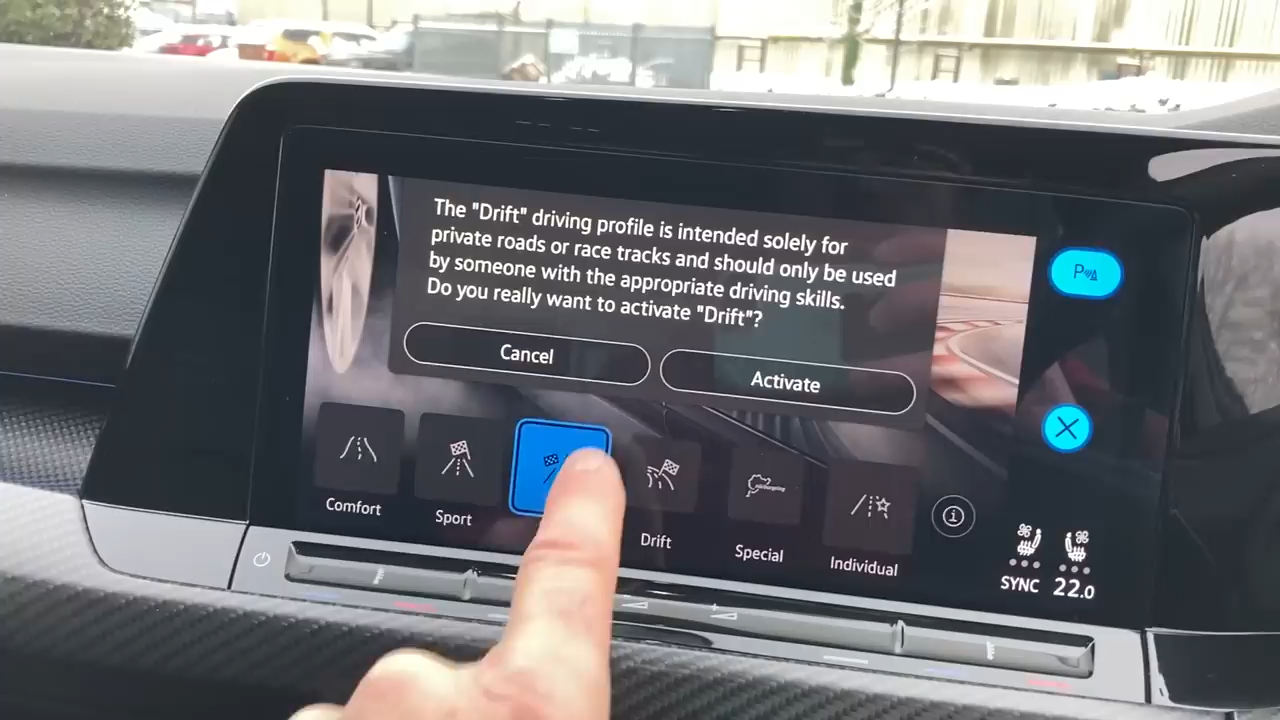 The "Drift" driving profile is intended solely for
private roads or race tracks and should only be used
by someone with the appropriate driving skills.
Do you really want to activate "Drift"?
Cancel
Activate
P
Comfort
Sport
Drift
Special
Individual
SYNC
22.0